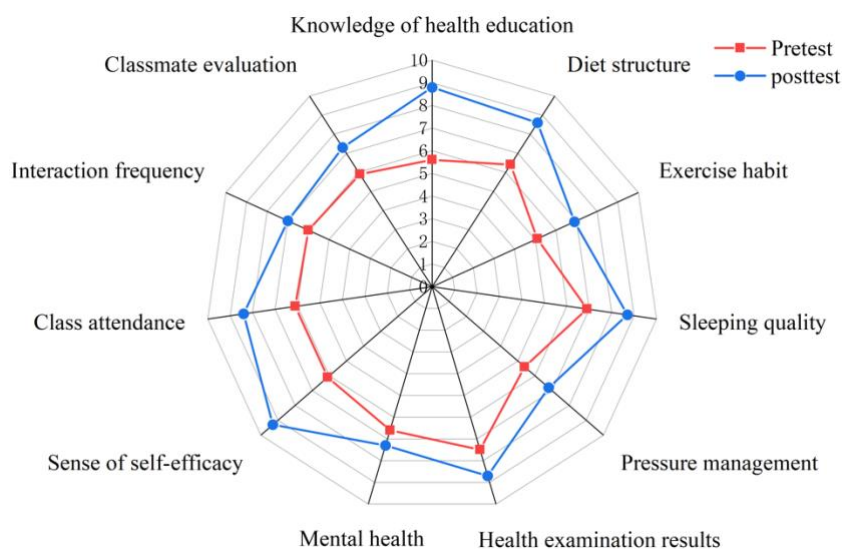 Knowledge of health education
Classmate evaluation
Diet structure
Pretest
posttest
Interaction frequency
Exercise habit
Class attendance
Sleeping quality
Sense of self-efficacy
Pressure management
Mental health
Health examination results
10
9
8
7
6
5
4
3
2
1
0